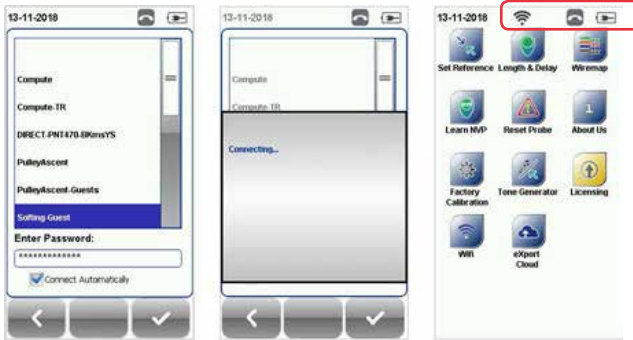 13-11-2018
Compute
Compute-TR
DIRECT-PNT470-BKmsYS
PulleyAscent
PulleyAscent-Guests
Softing Guest
Enter Password:
*************
Connect Automatically
13-11-2018
Compute
Compute-TR
Connecting...
13-11-2018
Set Reference
Length & Delay
Wiremap
Learn NVP
Reset Probe
About Us
Factory
Calibration
Tone Generator
Licensing
Wifi
eXport
Cloud